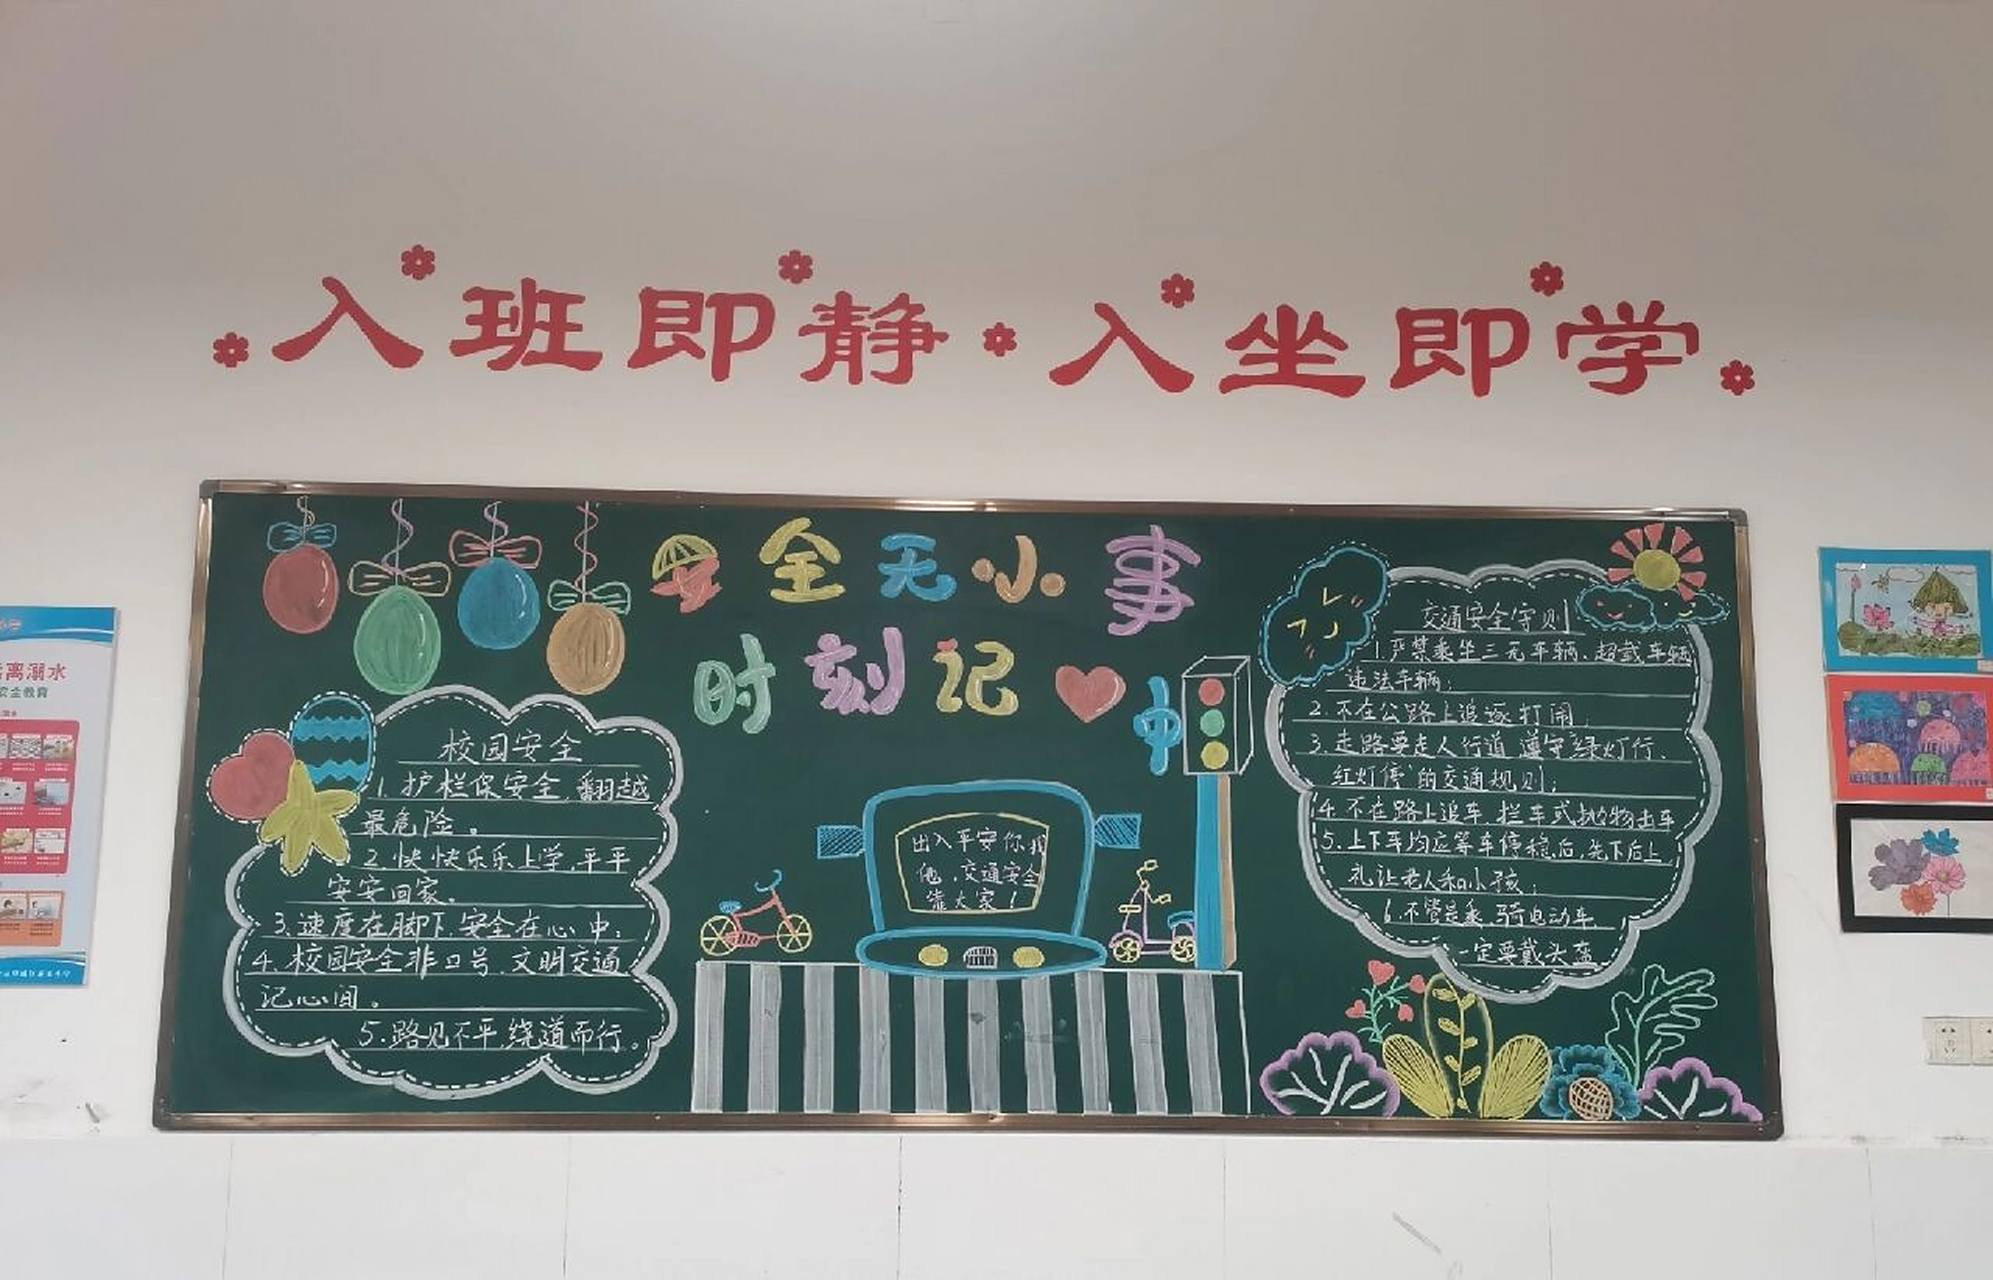 入班即静·入坐即学
安全无小事
时刻记心中
校园安全
1.护栏保安全,翻越
最危险。
2.快快乐乐上学,平平
安安回家。
3.速度在脚下,安全在心中;
4.校园安全非口号,文明交通
记心间。
5.路见不平,绕道而行。
出入平安你我
他,交通安全
靠大家!
交通安全守则
1.严禁乘坐三无车辆、超载车辆
违法车辆;
2.不在公路上追逐打闹;
3.走路要走人行道,遵守“绿灯行、
红灯停”的交通规则;
4.不在路上追车,拦车或抛物击车
5.上下车均应等车停稳后,先下后上
礼让老人和小孩;
6.不管是乘,骑电动车
一定要戴头盔
离溺水
安全教育